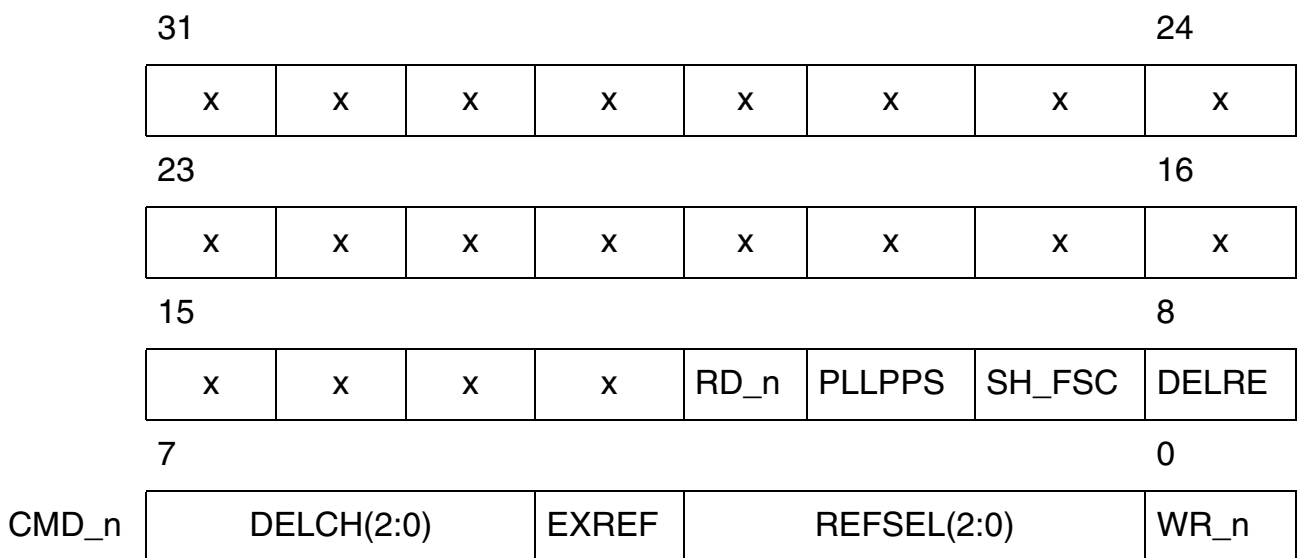 31 24
x x x x x x x x
23 16
x x x x x x x x
15 8
x x x x RD_n PLLPPS SH_FSC DELRE
7 0
CMD_n DELCH(2:0) EXREF REFSEL(2:0) WR_n